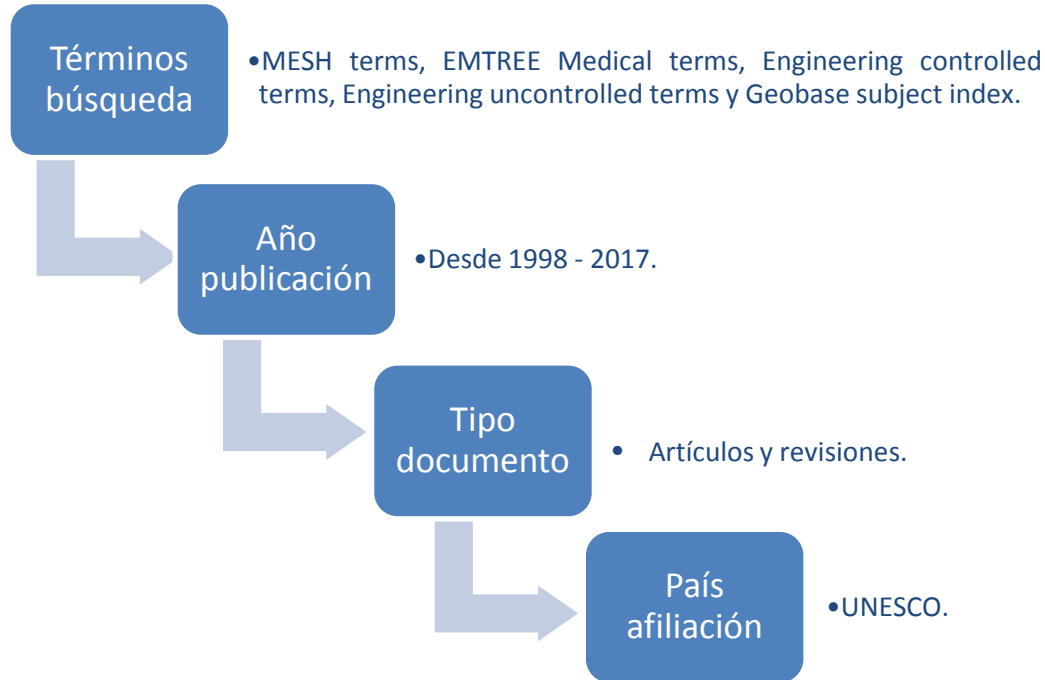 Términos
búsqueda
•MESH terms, EMTREE Medical terms, Engineering controlled
terms, Engineering uncontrolled terms y Geobase subject index.
Año
publicación
•Desde 1998 - 2017.
Tipo
documento
• Artículos y revisiones.
País
afiliación
•UNESCO.